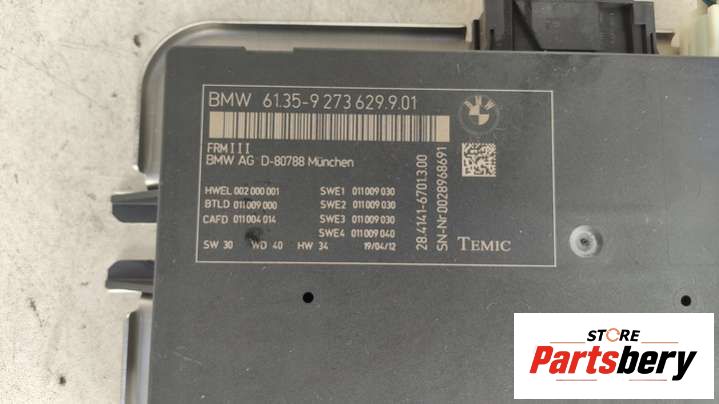 BMW 61.35-9 273 629.9.01
FRM III
BMW AG D-80788 München
HWEL 002 000 001
BTLD 011 009 000
CAFD 011 004 014
SWE1 011 009 030
SWE2 011 009 030
SWE3 011 009 030
SWE4 011 009 040
SW 30 WD 40 HW 34 19/04/12
28.4141-6701.3.00
SN-Nr.0028968691
TEMIC
BMW
STORE
Partsbery